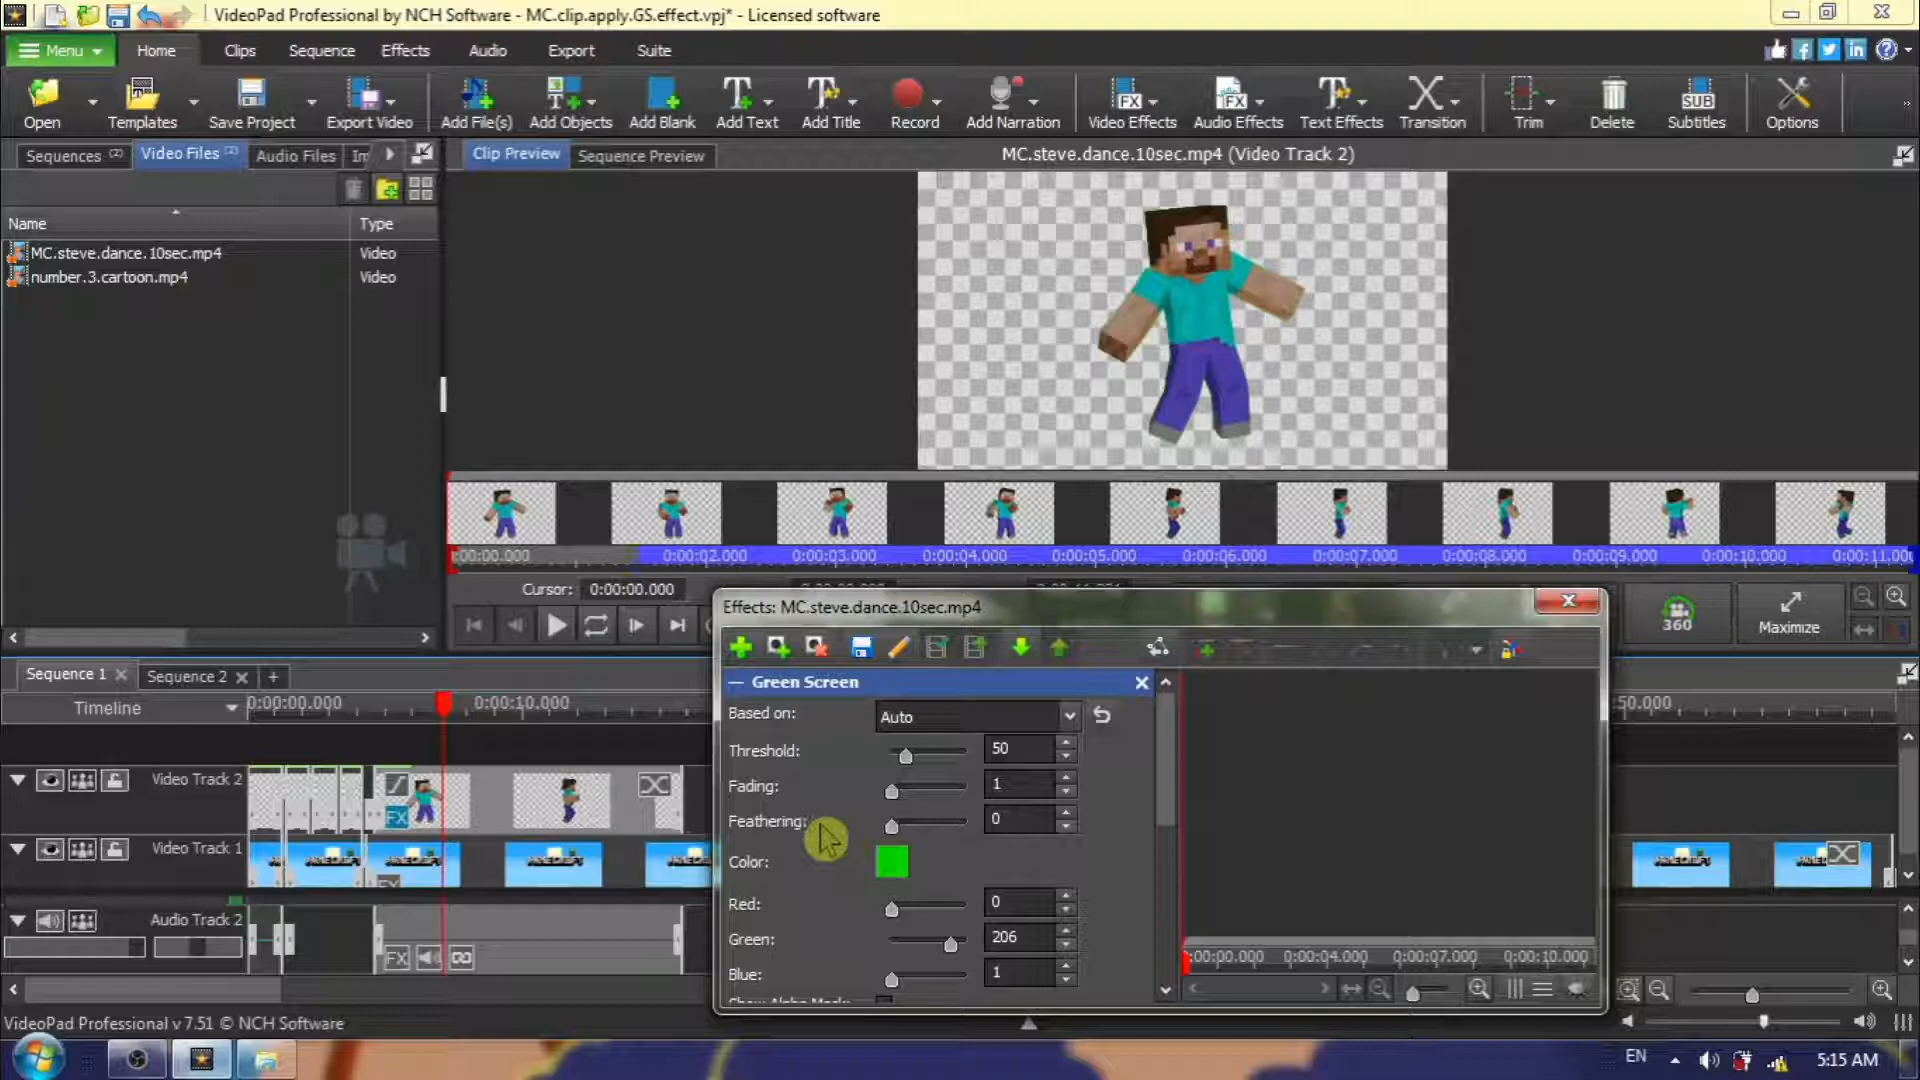 VideoPad Professional by NCH Software - MC.clip.apply.GS.effect.vpj* - Licensed software
Menu Home Clips Sequence Effects Audio Export Suite
Open Templates Save Project Export Video Add File(s) Add Objects Add Blank Add Text Add Title Record Add Narration Video Effects Audio Effects Text Effects Transition Trim Delete Subtitles Options
Sequences (2) Video Files (2) Audio Files
Clip Preview Sequence Preview MC.steve.dance.10sec.mp4 (Video Track 2)
Name Type
MC.steve.dance.10sec.mp4 Video
number.3.cartoon.mp4 Video
0:00:02.000 0:00:03.000 0:00:04.000 0:00:05.000 0:00:06.000 0:00:07.000 0:00:08.000 0:00:09.000 0:00:10.000
Cursor: 0:00:00.000
360 Maximize
Effects: MC.steve.dance.10sec.mp4
Sequence 1 Sequence 2 +
Timeline 0:00:00.000 0:00:10.000
Green Screen
Based on: Auto
Threshold: 50
Fading: 1
Feathering: 0
Color:
Red: 0
Green: 206
Blue: 1
Video Track 2
FX
Video Track 1
MINECRAFT
Audio Track 2
FX
0:00:04.000 0:00:07.000 0:00:10.000
VideoPad Professional v 7.51 © NCH Software
EN 5:15 AM